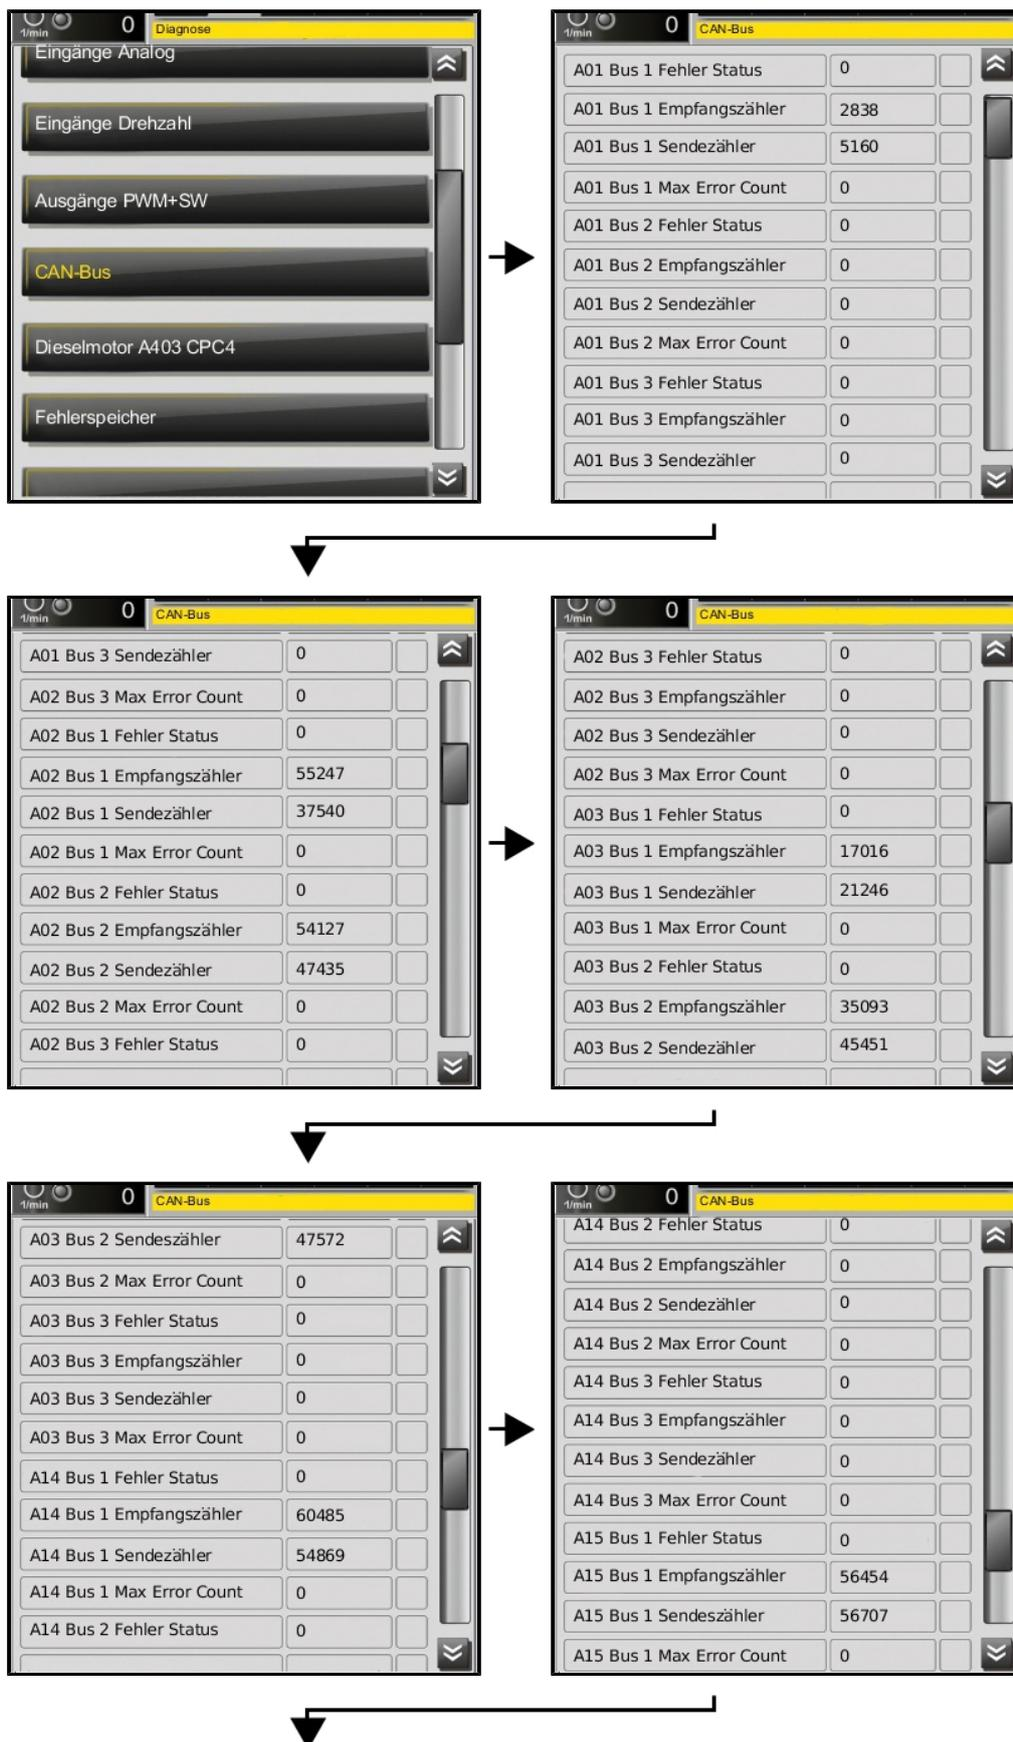 1/min 0 Diagnose
Eingänge Analog
Eingänge Drehzahl
Ausgänge PWM+SW
CAN-Bus
Dieselmotor A403 CPC4
Fehlerspeicher
1/min 0 CAN-Bus
A01 Bus 1 Fehler Status 0
A01 Bus 1 Empfangszähler 2838
A01 Bus 1 Sendezähler 5160
A01 Bus 1 Max Error Count 0
A01 Bus 2 Fehler Status 0
A01 Bus 2 Empfangszähler 0
A01 Bus 2 Sendezähler 0
A01 Bus 2 Max Error Count 0
A01 Bus 3 Fehler Status 0
A01 Bus 3 Empfangszähler 0
A01 Bus 3 Sendezähler 0
1/min 0 CAN-Bus
A01 Bus 3 Sendezähler 0
A02 Bus 3 Max Error Count 0
A02 Bus 1 Fehler Status 0
A02 Bus 1 Empfangszähler 55247
A02 Bus 1 Sendezähler 37540
A02 Bus 1 Max Error Count 0
A02 Bus 2 Fehler Status 0
A02 Bus 2 Empfangszähler 54127
A02 Bus 2 Sendezähler 47435
A02 Bus 2 Max Error Count 0
A02 Bus 3 Fehler Status 0
1/min 0 CAN-Bus
A02 Bus 3 Fehler Status 0
A02 Bus 3 Empfangszähler 0
A02 Bus 3 Sendezähler 0
A02 Bus 3 Max Error Count 0
A03 Bus 1 Fehler Status 0
A03 Bus 1 Empfangszähler 17016
A03 Bus 1 Sendezähler 21246
A03 Bus 1 Max Error Count 0
A03 Bus 2 Fehler Status 0
A03 Bus 2 Empfangszähler 35093
A03 Bus 2 Sendezähler 45451
1/min 0 CAN-Bus
A03 Bus 2 Sendeszähler 47572
A03 Bus 2 Max Error Count 0
A03 Bus 3 Fehler Status 0
A03 Bus 3 Empfangszähler 0
A03 Bus 3 Sendezähler 0
A03 Bus 3 Max Error Count 0
A14 Bus 1 Fehler Status 0
A14 Bus 1 Empfangszähler 60485
A14 Bus 1 Sendezähler 54869
A14 Bus 1 Max Error Count 0
A14 Bus 2 Fehler Status 0
1/min 0 CAN-Bus
A14 Bus 2 Fehler Status 0
A14 Bus 2 Empfangszähler 0
A14 Bus 2 Sendezähler 0
A14 Bus 2 Max Error Count 0
A14 Bus 3 Fehler Status 0
A14 Bus 3 Empfangszähler 0
A14 Bus 3 Sendezähler 0
A14 Bus 3 Max Error Count 0
A15 Bus 1 Fehler Status 0
A15 Bus 1 Empfangszähler 56454
A15 Bus 1 Sendeszähler 56707
A15 Bus 1 Max Error Count 0